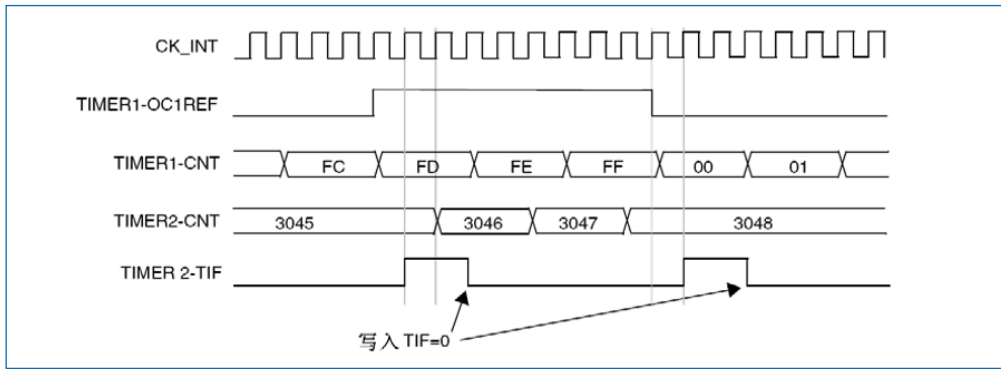 CK_INT
TIMER1-OC1REF
TIMER1-CNT FC FD FE FF 00 01
TIMER2-CNT 3045 3046 3047 3048
TIMER 2-TIF
写入 TIF=0